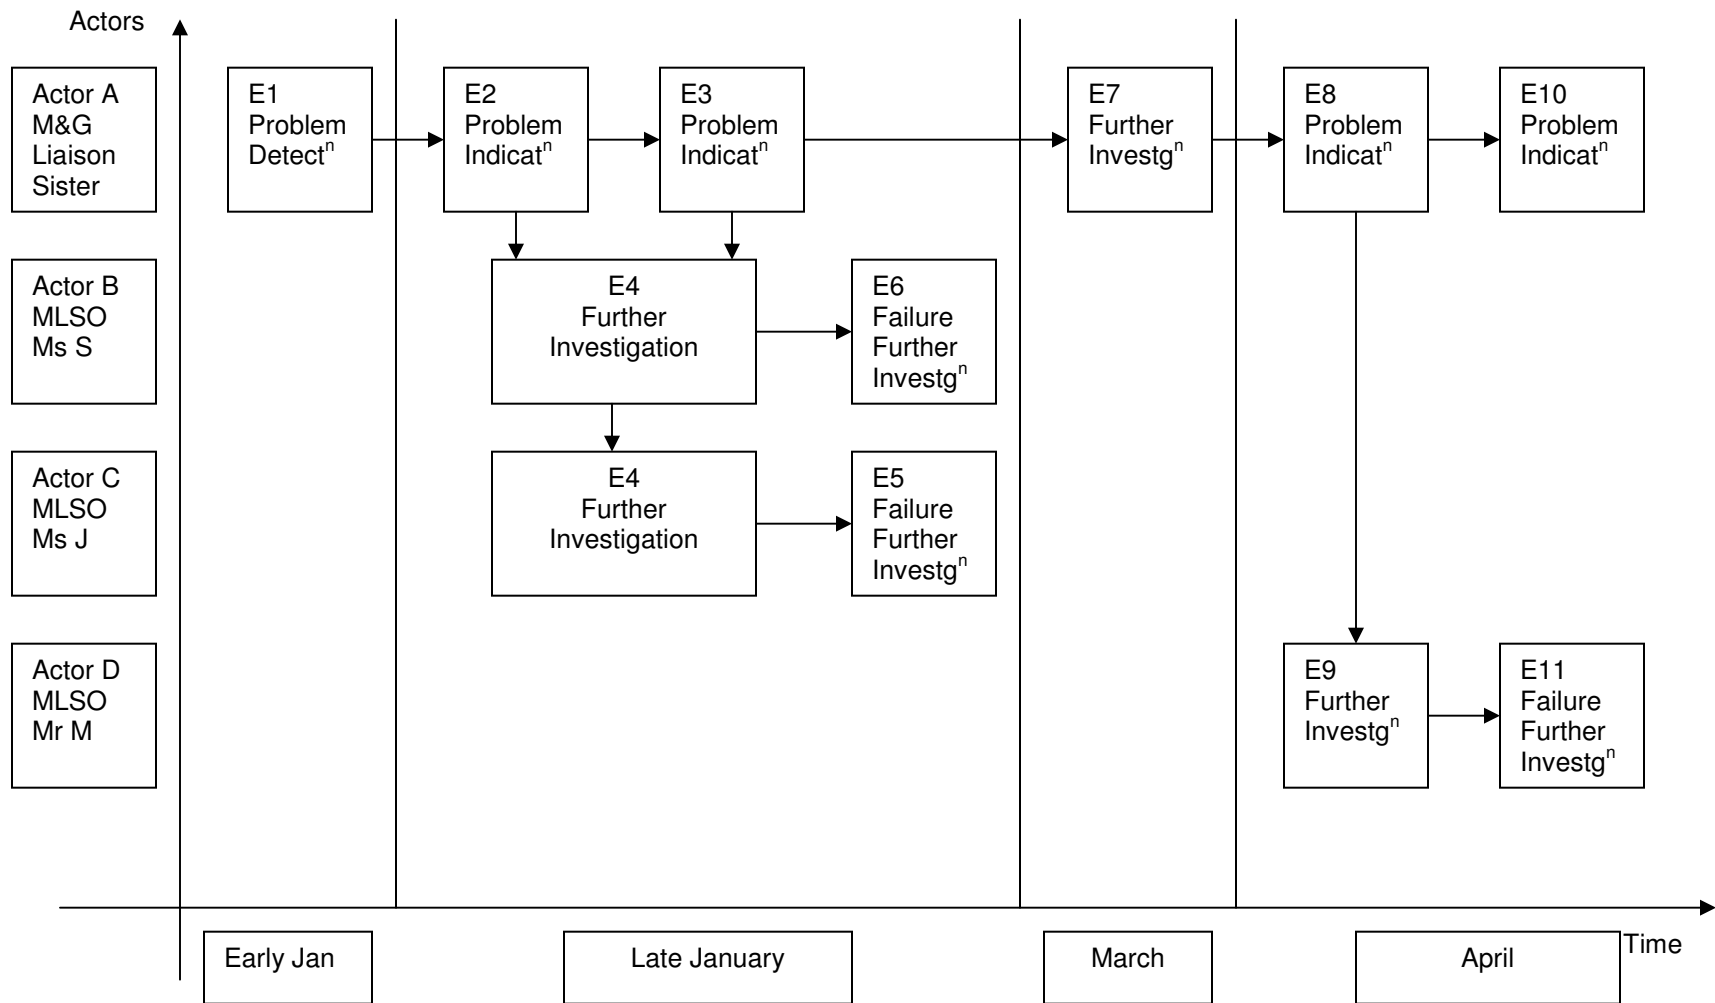 Actors
Actor A
M&G
Liaison
Sister
E1
Problem
Detectⁿ
E2
Problem
Indicatⁿ
E3
Problem
Indicatⁿ
E7
Further
Investgⁿ
E8
Problem
Indicatⁿ
E10
Problem
Indicatⁿ
Actor B
MLSO
Ms S
E4
Further
Investigation
E6
Failure
Further
Investgⁿ
Actor C
MLSO
Ms J
E4
Further
Investigation
E5
Failure
Further
Investgⁿ
Actor D
MLSO
Mr M
E9
Further
Investgⁿ
E11
Failure
Further
Investgⁿ
Early Jan
Late January
March
April
Time